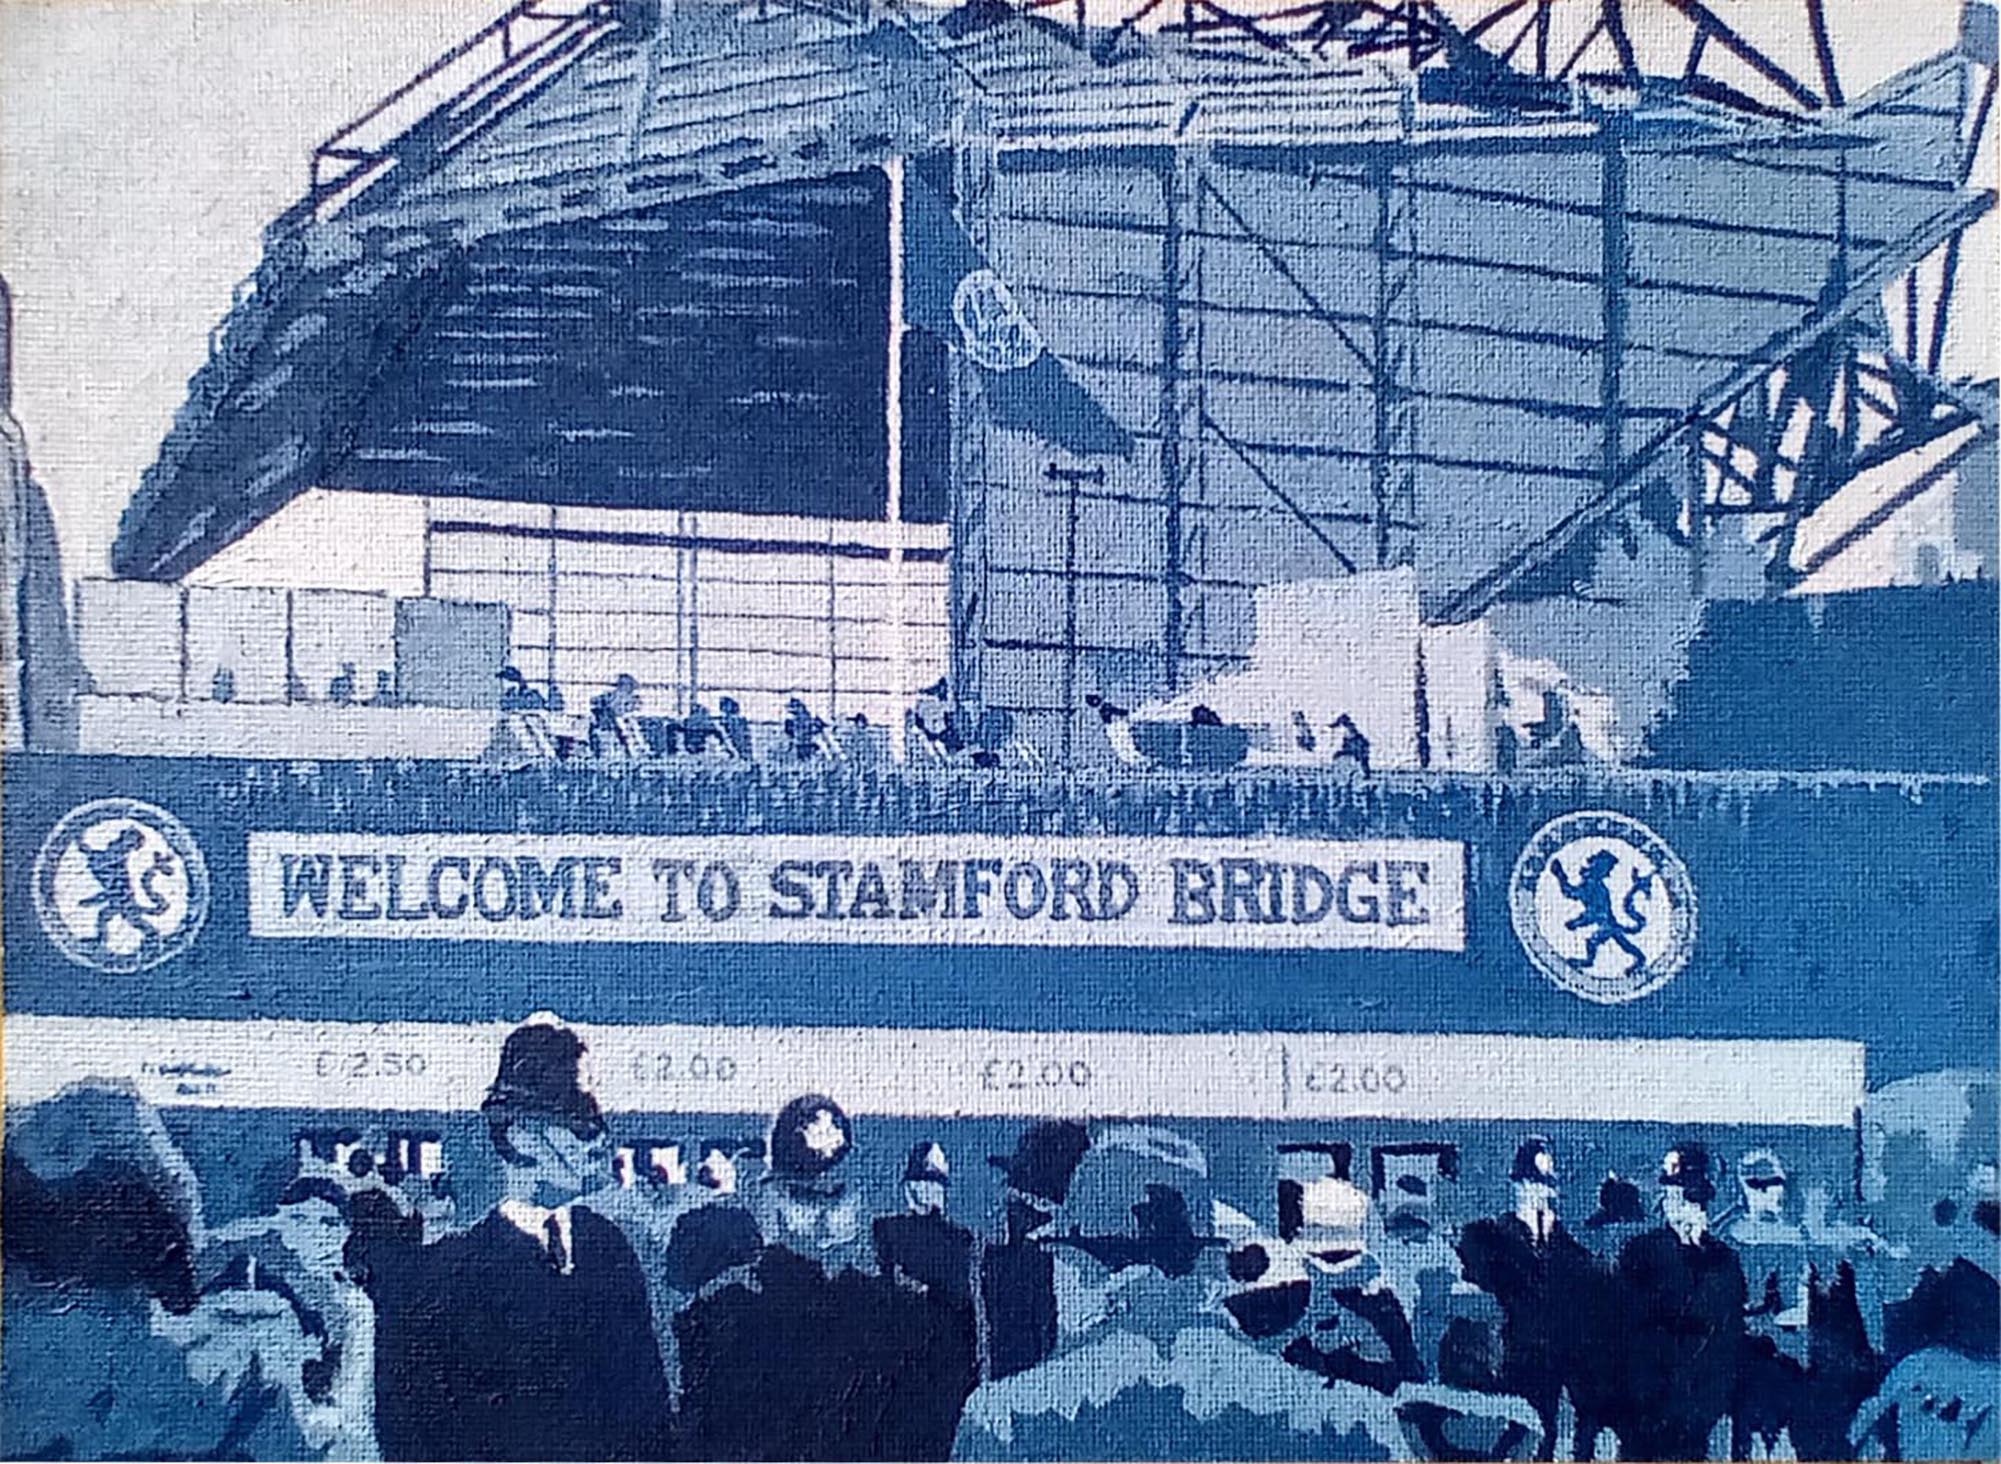 WELCOME TO STAMFORD BRIDGE
£2.50 £2.00 £2.00 £2.00